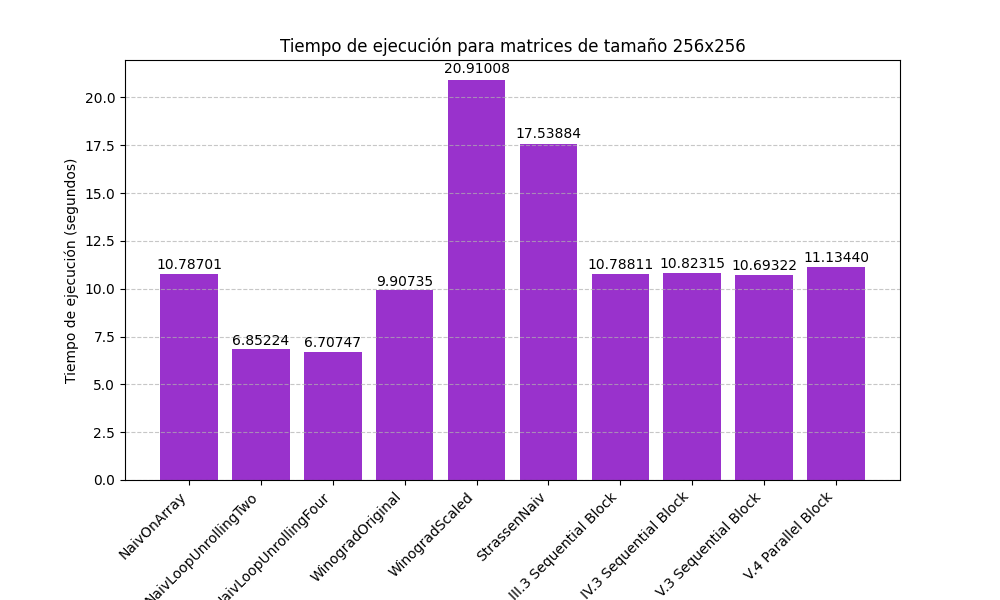 Tiempo de ejecución para matrices de tamaño 256x256
Tiempo de ejecución (segundos)
20.0
17.5
15.0
12.5
10.0
7.5
5.0
2.5
0.0
10.78701
6.85224
6.70747
9.90735
20.91008
17.53884
10.78811
10.82315
10.69322
11.13440
NaivOnArray
NaivLoopUnrollingTwo
NaivLoopUnrollingFour
WinogradOriginal
WinogradScaled
StrassenNaiv
III.3 Sequential Block
IV.3 Sequential Block
V.3 Sequential Block
V.4 Parallel Block